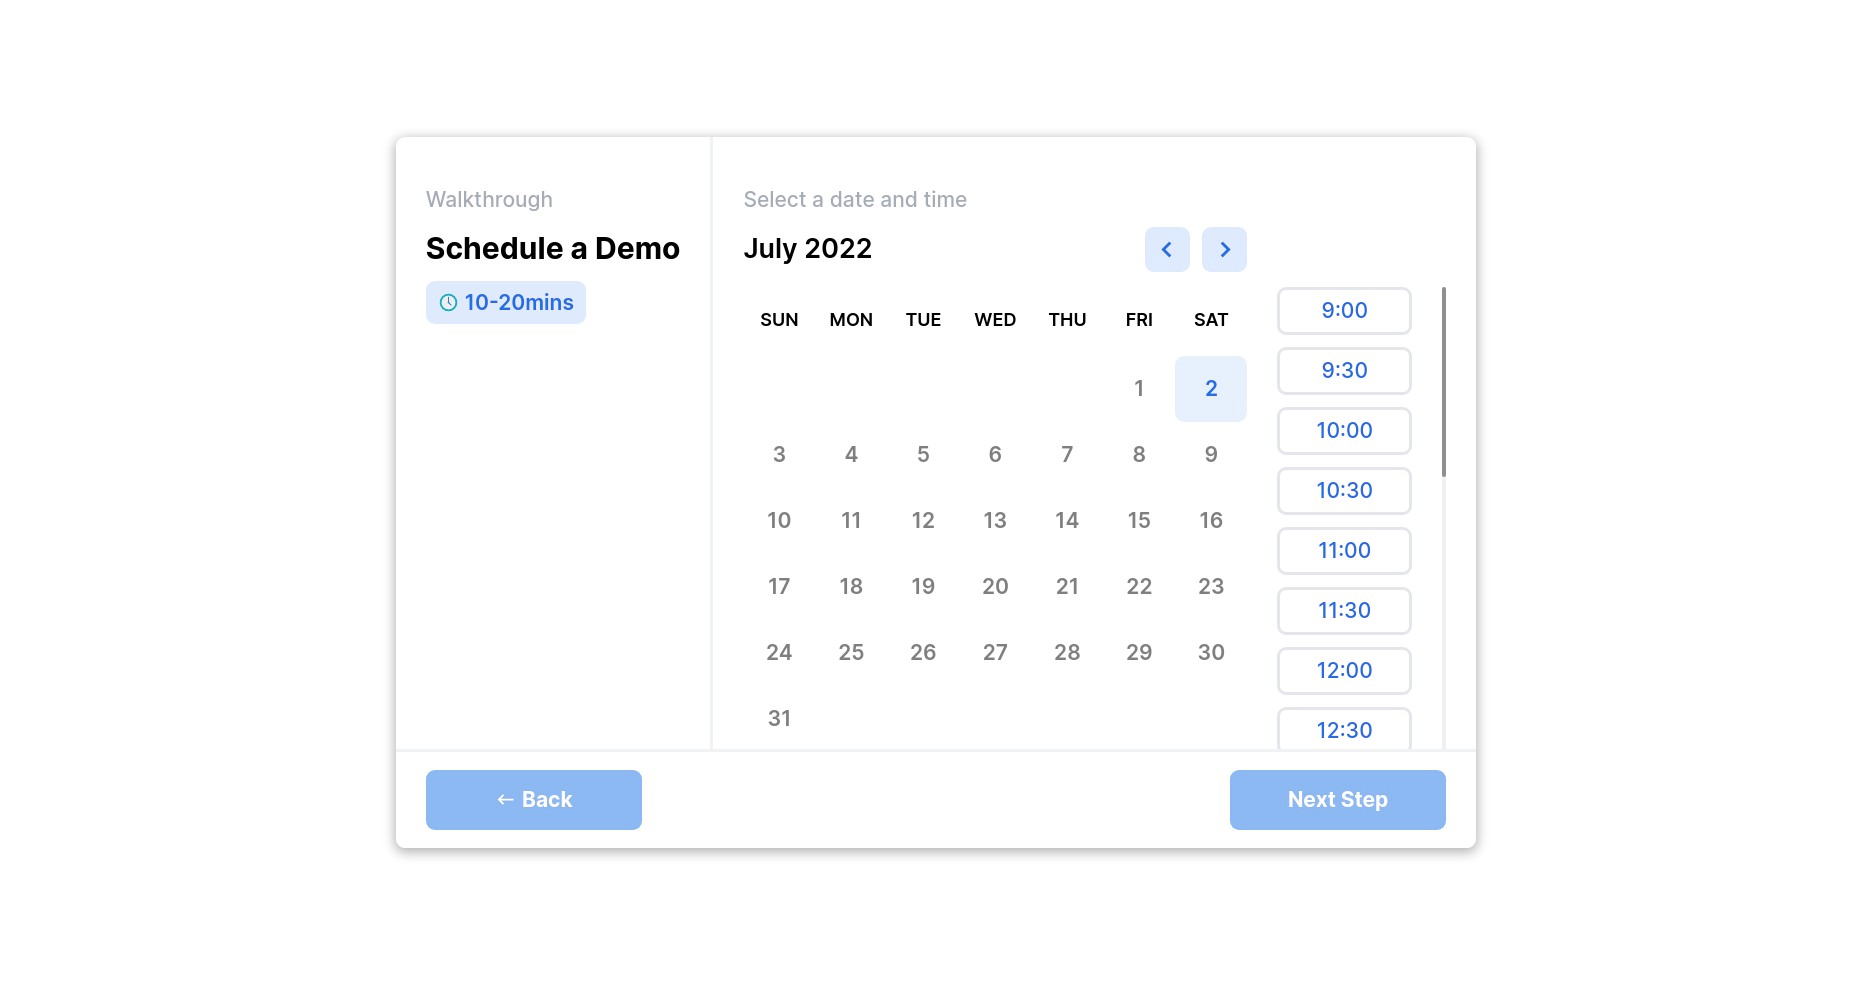 Walkthrough
Schedule a Demo
10-20mins
Select a date and time
July 2022
SUN MON TUE WED THU FRI SAT
1 2
3 4 5 6 7 8 9
10 11 12 13 14 15 16
17 18 19 20 21 22 23
24 25 26 27 28 29 30
31
9:00
9:30
10:00
10:30
11:00
11:30
12:00
12:30
← Back
Next Step